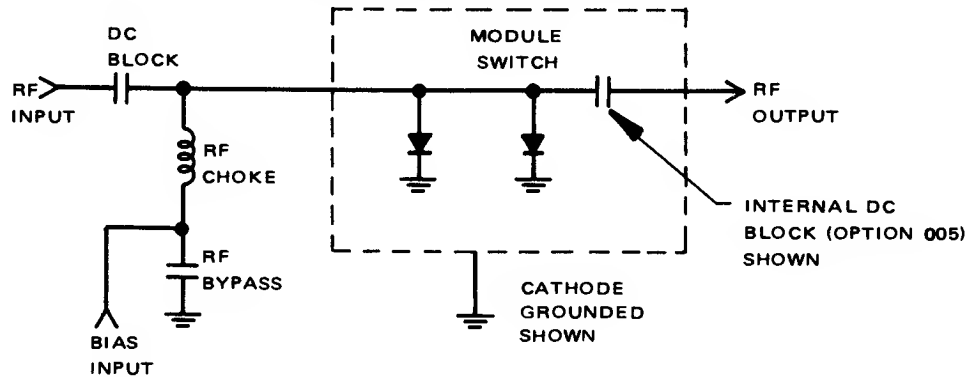 DC
BLOCK
RF
INPUT
RF
CHOKE
RF
BYPASS
BIAS
INPUT
MODULE
SWITCH
RF
OUTPUT
INTERNAL DC
BLOCK (OPTION 005)
SHOWN
CATHODE
GROUNDED
SHOWN